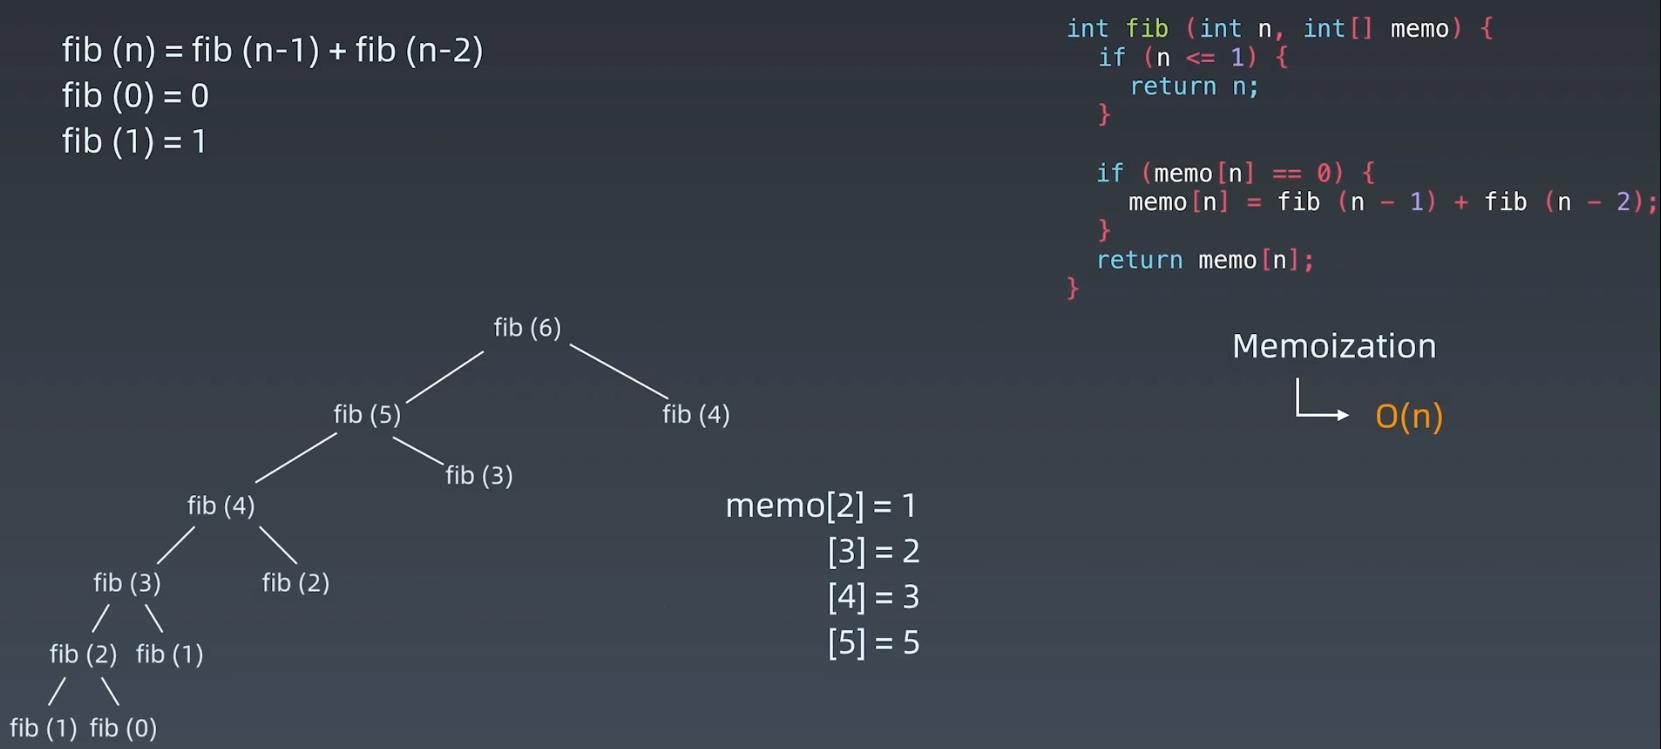 fib (n) = fib (n-1) + fib (n-2)
fib (0) = 0
fib (1) = 1
int fib (int n, int[] memo) {
if (n <= 1) {
return n;
}
if (memo[n] == 0) {
memo[n] = fib (n - 1) + fib (n - 2);
}
return memo[n];
}
Memoization
O(n)
fib (6)
fib (5) fib (4)
fib (3)
fib (4)
fib (3) fib (2)
fib (2) fib (1)
fib (1) fib (0)
memo[2] = 1
[3] = 2
[4] = 3
[5] = 5